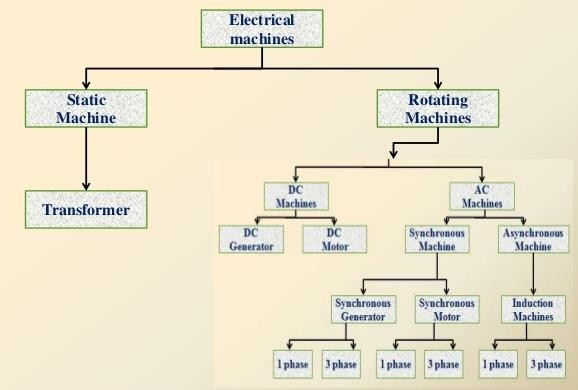 Electrical
machines
Static
Machine
Rotating
Machines
Transformer
DC
Machines
AC
Machines
DC
Generator
DC
Motor
Synchronous
Machine
Asynchronous
Machine
Synchronous
Generator
Synchronous
Motor
Induction
Machines
1 phase
3 phase
1 phase
3 phase
1 phase
3 phase